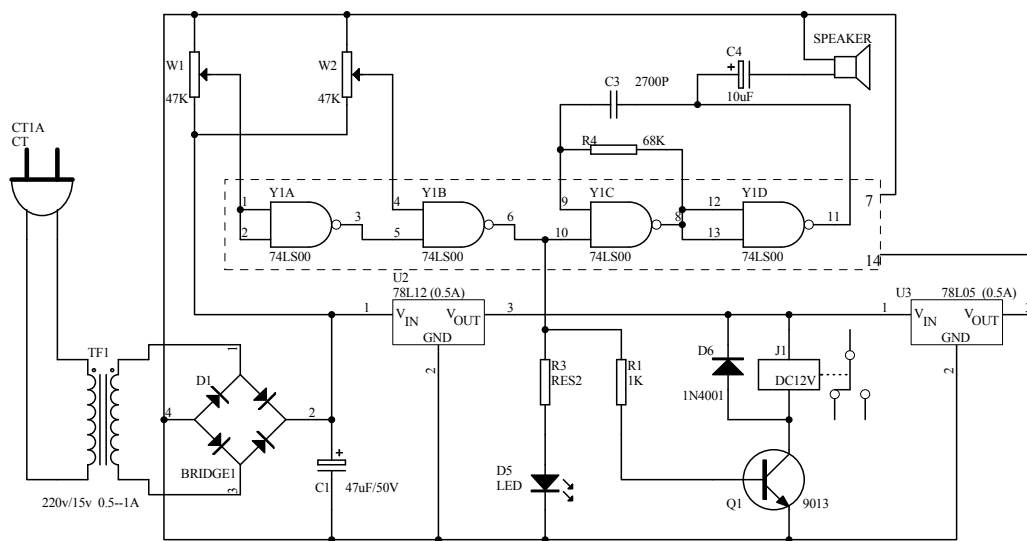 SPEAKER
C4
+
10uF
C3 2700P
R4 68K
W1
47K
W2
47K
CT1A
CT
Y1A
1
2
3
74LS00
Y1B
4
5
6
74LS00
Y1C
9
10
8
74LS00
Y1D
12
13
11
74LS00
7
14
U2
78L12 (0.5A)
1
VIN
VOUT
GND
3
2
U3
78L05 (0.5A)
1
VIN
VOUT
GND
3
2
TF1
220v/15v 0.5--1A
D1
1
2
3
4
BRIDGE1
+
C1
47uF/50V
R3
RES2
R1
1K
D5
LED
D6
1N4001
J1
DC12V
Q1
9013